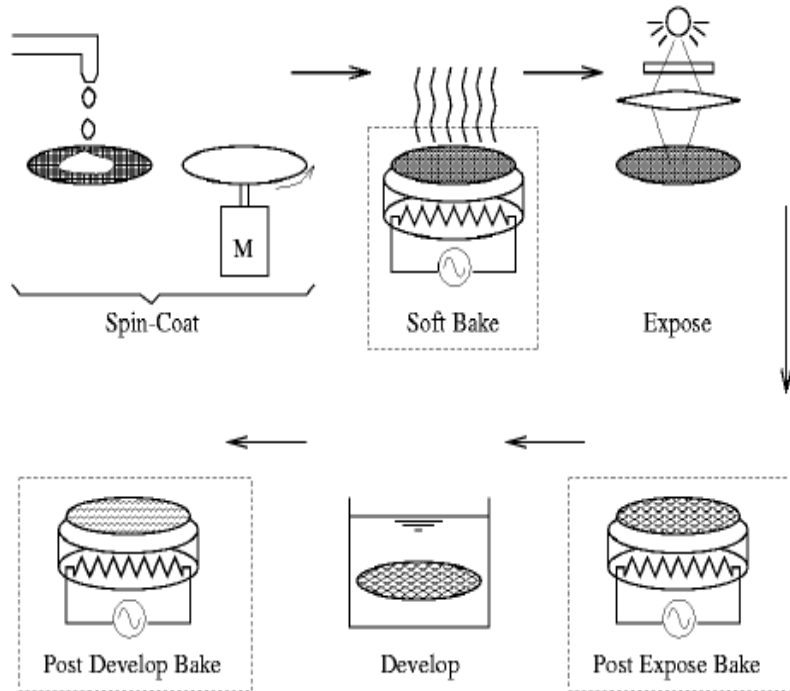 M
Spin-Coat
Soft Bake
Expose
Post Develop Bake
Develop
Post Expose Bake